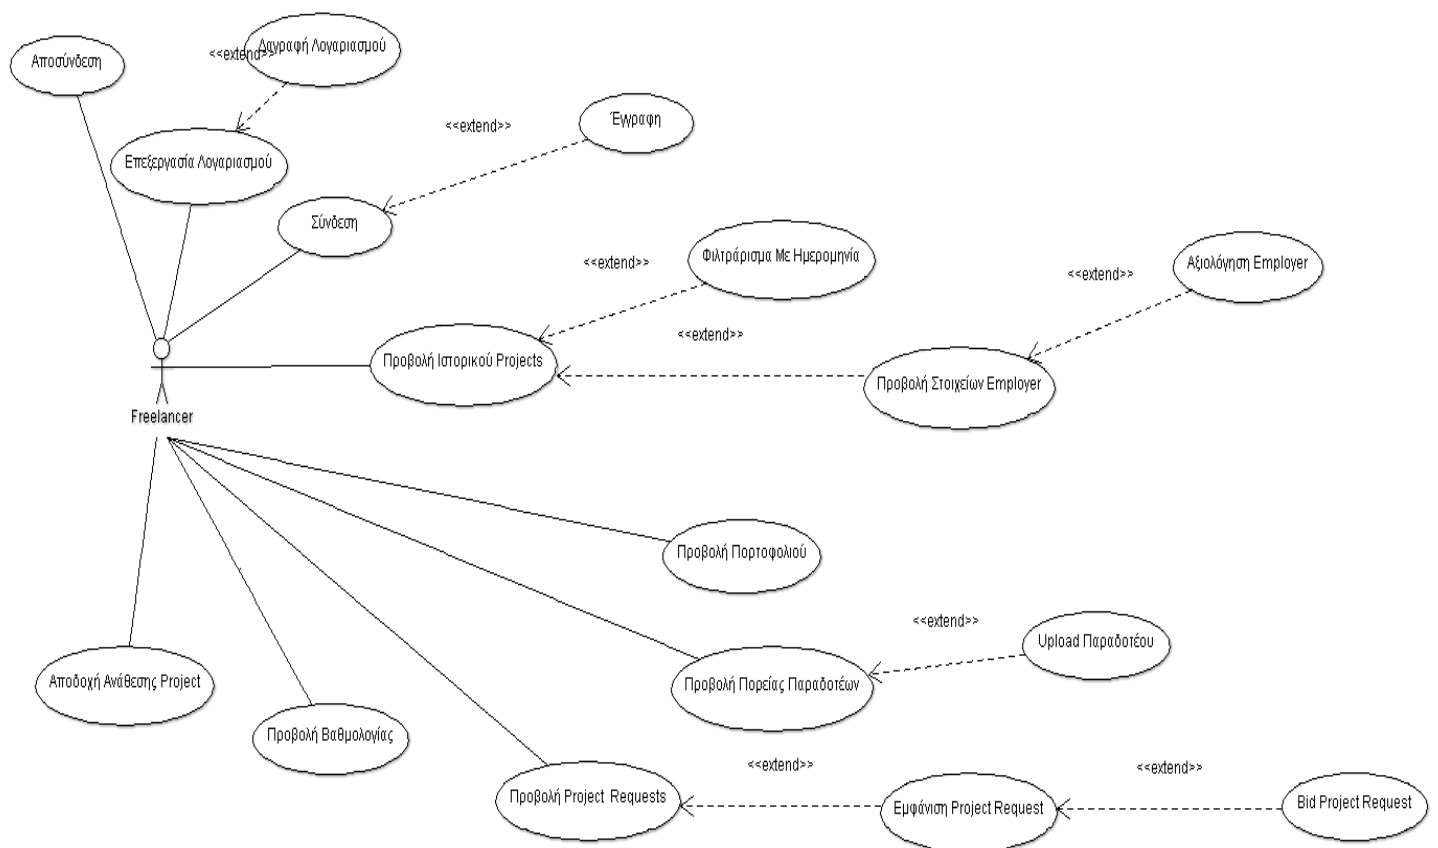 Δαγραφή Λογαριασμού
<<extend>>
Αποσύνδεση
<<extend>>
Έγγραφη
Επεξεργασία Λογαριασμού
Σύνδεση
Φιλτράρισμα Με Ημερομηνία
<<extend>>
Αξιολόγηση Employer
<<extend>>
<<extend>>
Προβολή Ιστορικού Projects
Προβολή Στοιχείων Employer
Freelancer
Προβολή Πορτοφολιού
<<extend>>
Upload Παραδοτέου
Αποδοχή Ανάθεσης Project
Προβολή Πορείας Παραδοτέων
Προβολή Βαθμολογίας
<<extend>>
<<extend>>
Προβολή Project Requests
Εμφάνιση Project Request
Bid Project Request